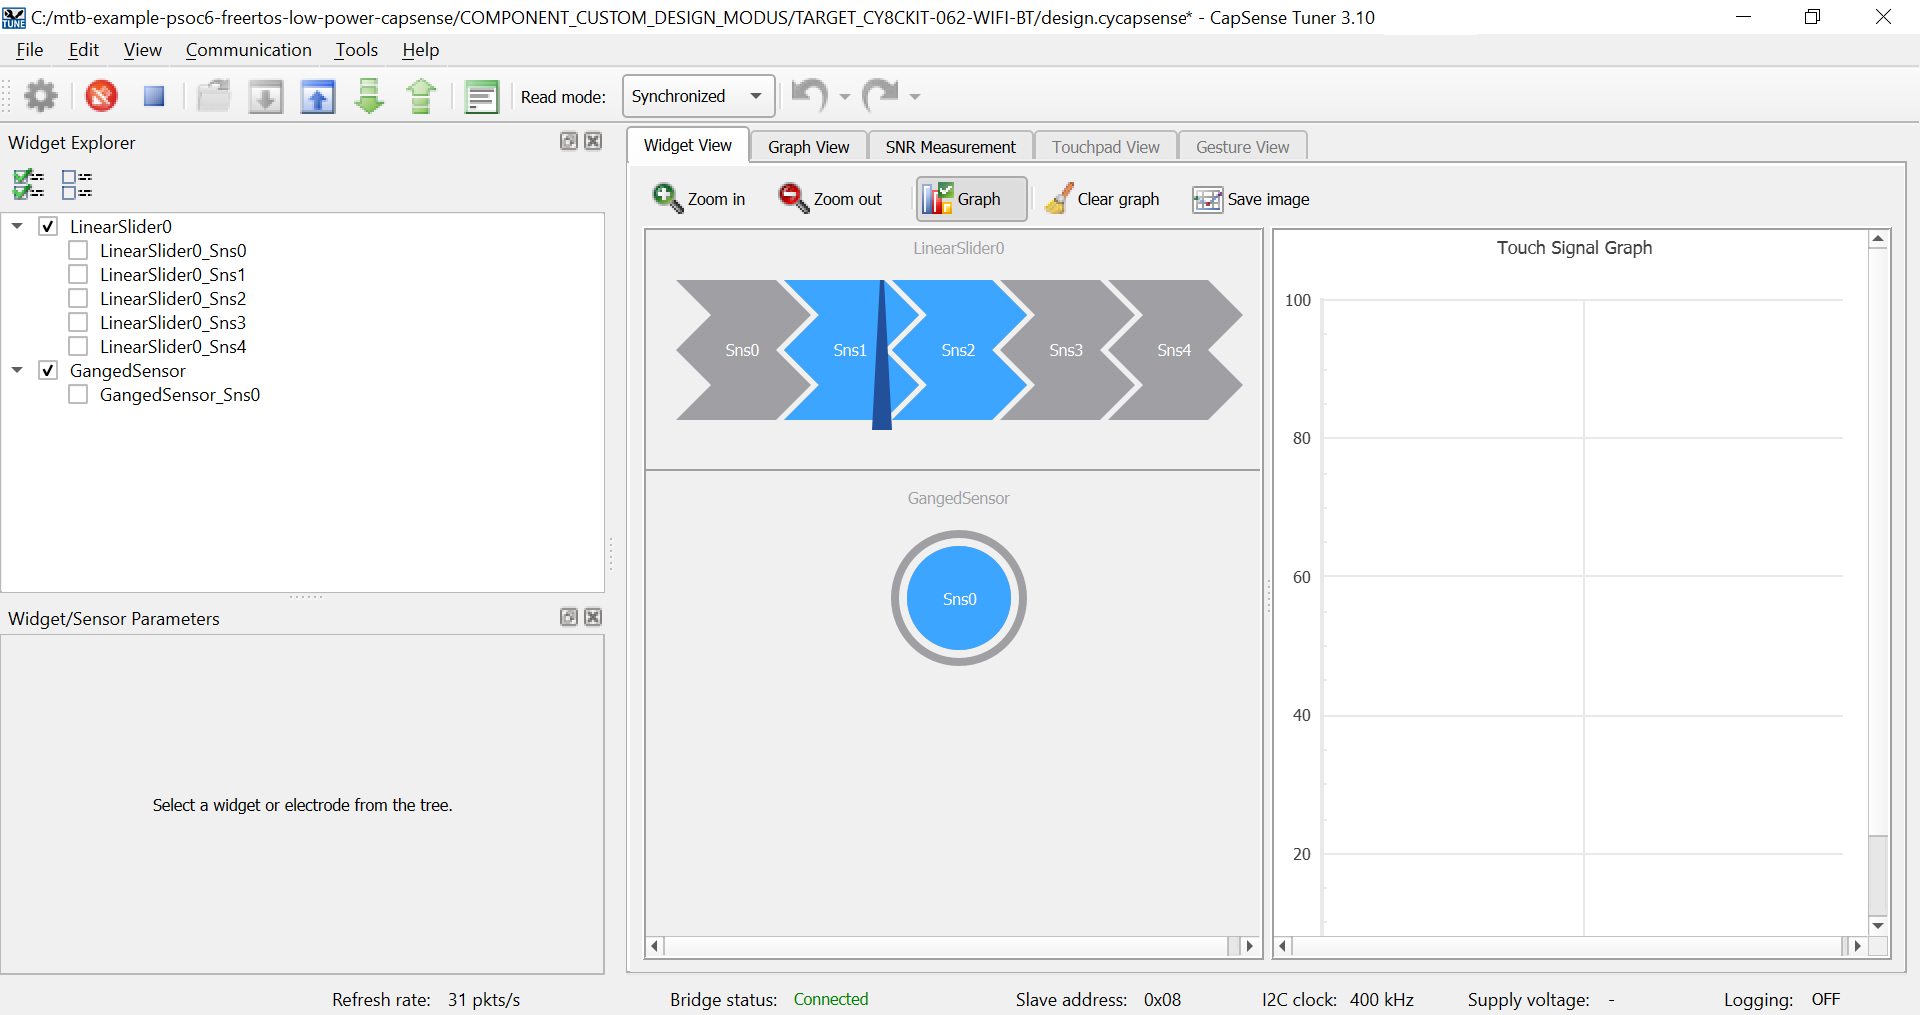 TUNE C:/mtb-example-psoc6-freertos-low-power-capsense/COMPONENT_CUSTOM_DESIGN_MODUS/TARGET_CY8CKIT-062-WIFI-BT/design.cycapsense* - CapSense Tuner 3.10
File Edit View Communication Tools Help
Read mode: Synchronized
Widget Explorer
LinearSlider0
LinearSlider0_Sns0
LinearSlider0_Sns1
LinearSlider0_Sns2
LinearSlider0_Sns3
LinearSlider0_Sns4
GangedSensor
GangedSensor_Sns0
Widget/Sensor Parameters
Select a widget or electrode from the tree.
Widget View Graph View SNR Measurement Touchpad View Gesture View
Zoom in Zoom out Graph Clear graph Save image
LinearSlider0
Sns0 Sns1 Sns2 Sns3 Sns4
GangedSensor
Sns0
Touch Signal Graph
100
80
60
40
20
Refresh rate: 31 pkts/s Bridge status: Connected Slave address: 0x08 I2C clock: 400 kHz Supply voltage: - Logging: OFF